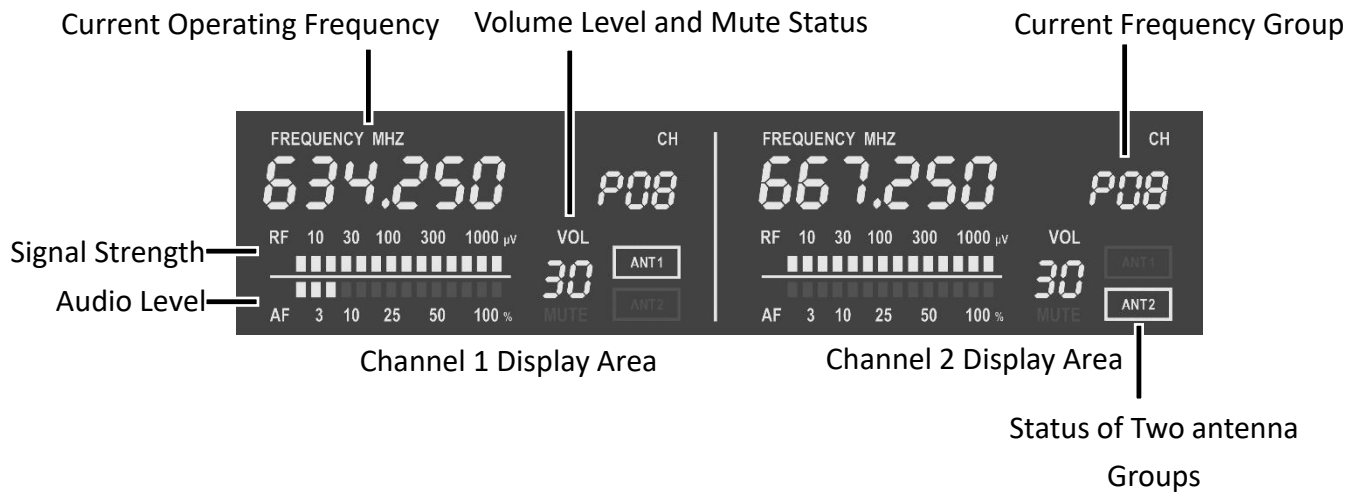 Current Operating Frequency
Volume Level and Mute Status
Current Frequency Group
FREQUENCY MHZ
CH
634.250
P08
RF 10 30 100 300 1000 μV
VOL
30
ANT1
ANT2
MUTE
AF 3 10 25 50 100 %
FREQUENCY MHZ
CH
667.250
P08
RF 10 30 100 300 1000 μV
VOL
30
ANT1
ANT2
MUTE
AF 3 10 25 50 100 %
Signal Strength
Audio Level
Channel 1 Display Area
Channel 2 Display Area
Status of Two antenna
Groups